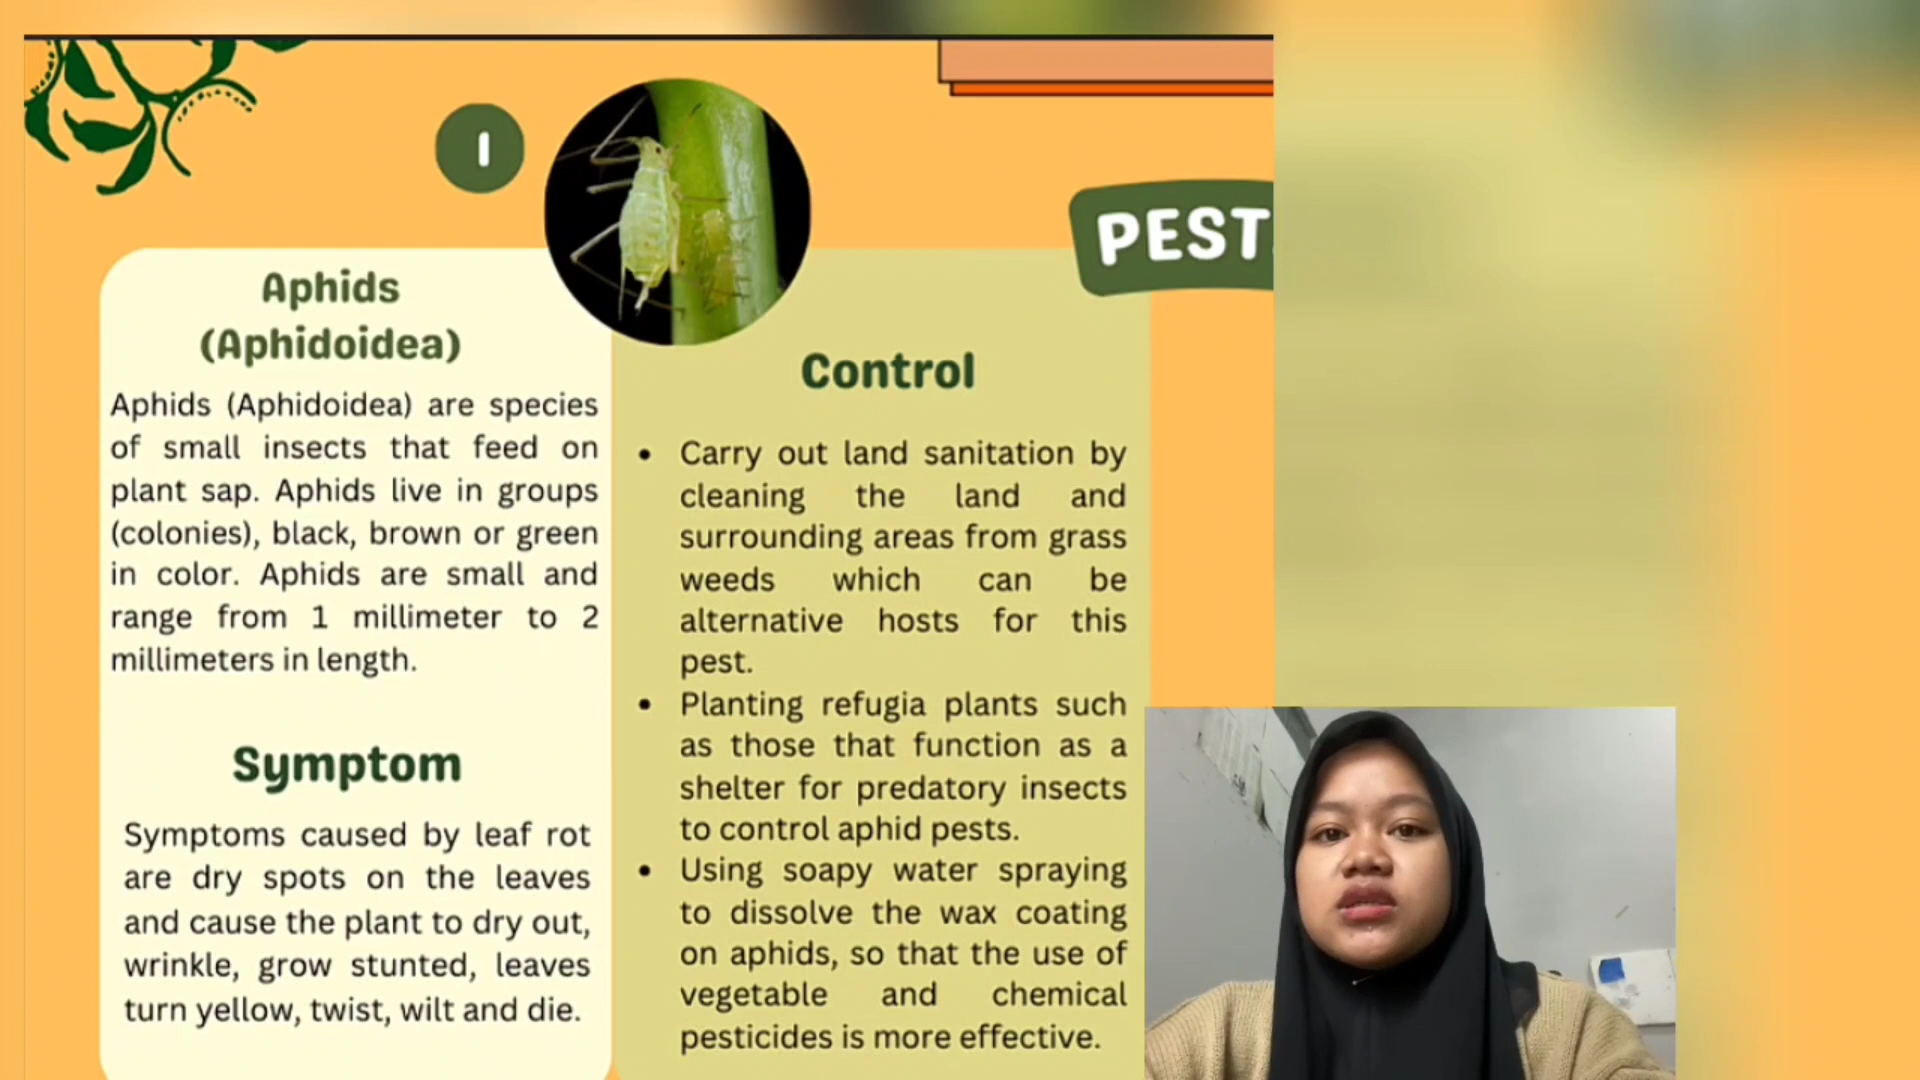 1
PEST
Aphids
(Aphidoidea)
Aphids (Aphidoidea) are species
of small insects that feed on
plant sap. Aphids live in groups
(colonies), black, brown or green
in color. Aphids are small and
range from 1 millimeter to 2
millimeters in length.
Symptom
Symptoms caused by leaf rot
are dry spots on the leaves
and cause the plant to dry out,
wrinkle, grow stunted, leaves
turn yellow, twist, wilt and die.
Control
• Carry out land sanitation by
cleaning the land and
surrounding areas from grass
weeds which can be
alternative hosts for this
pest.
• Planting refugia plants such
as those that function as a
shelter for predatory insects
to control aphid pests.
• Using soapy water spraying
to dissolve the wax coating
on aphids, so that the use of
vegetable and chemical
pesticides is more effective.